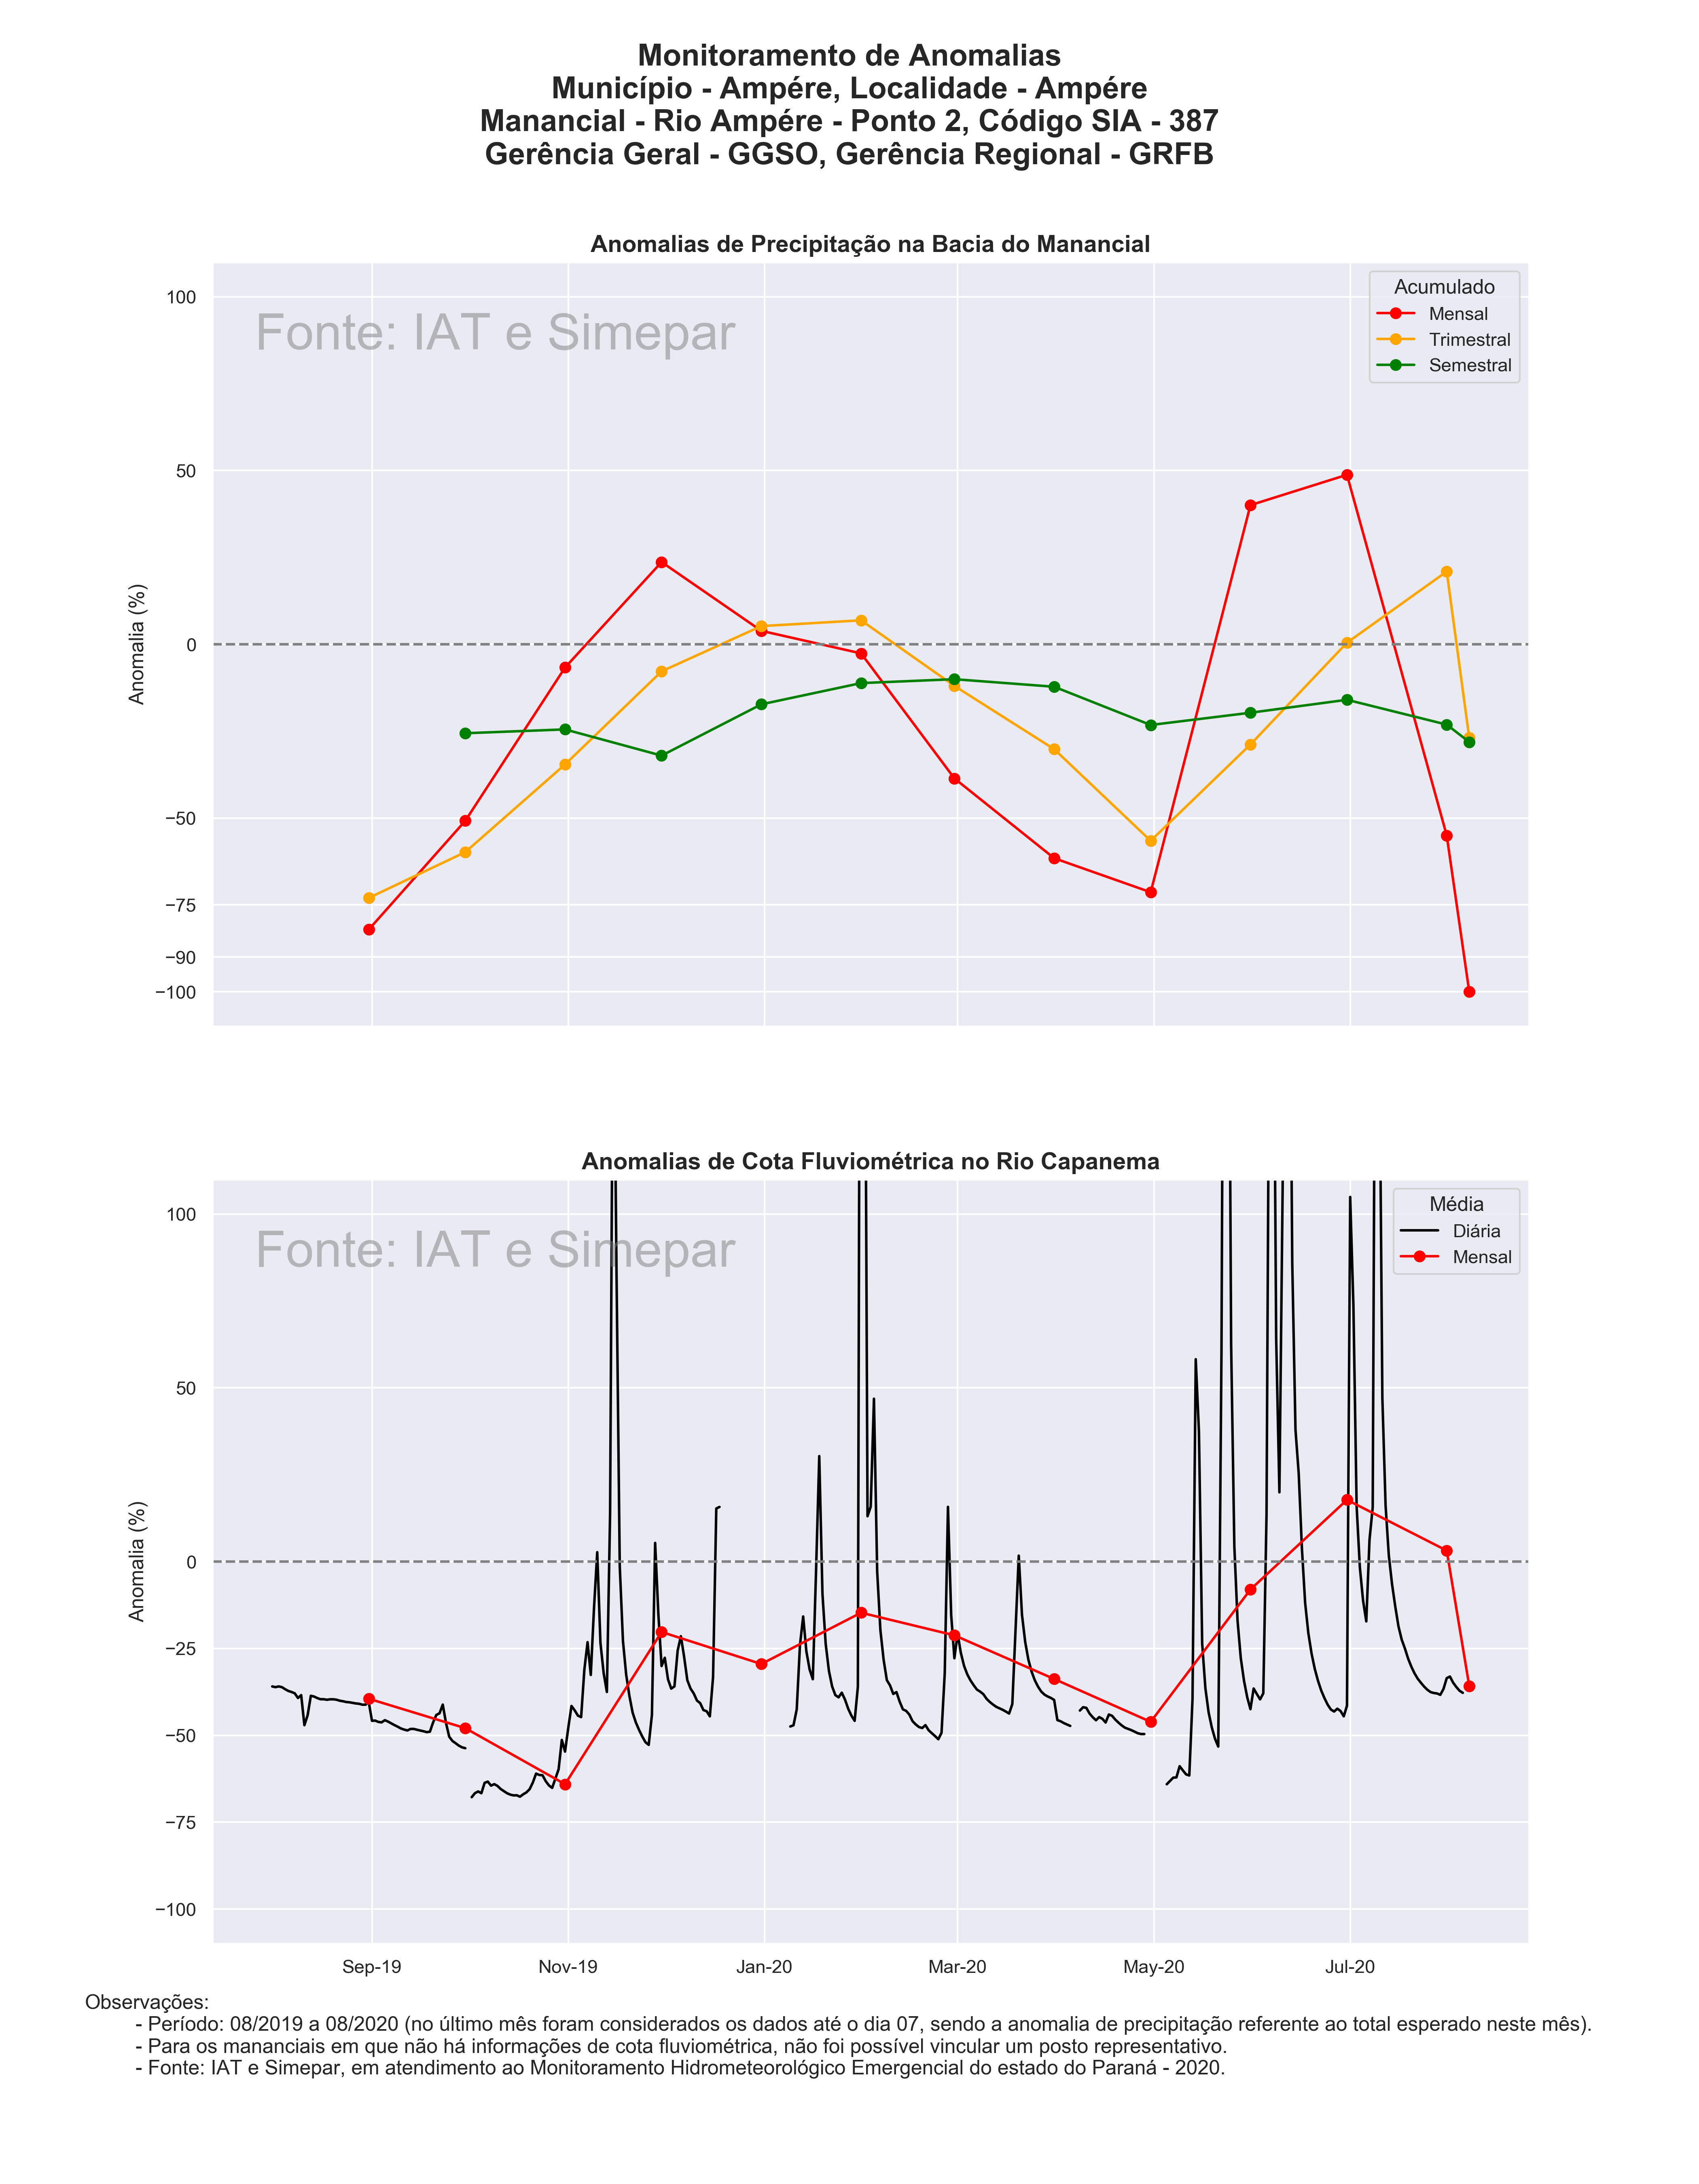 Monitoramento de Anomalias
Município - Ampére, Localidade - Ampére
Manancial - Rio Ampére - Ponto 2, Código SIA - 387
Gerência Geral - GGSO, Gerência Regional - GRFB
Anomalias de Precipitação na Bacia do Manancial
Fonte: IAT e Simepar
Acumulado
Mensal
Trimestral
Semestral
Anomalia (%)
100
50
0
−50
−75
−90
−100
Anomalias de Cota Fluviométrica no Rio Capanema
Fonte: IAT e Simepar
Média
Diária
Mensal
Anomalia (%)
100
50
0
−25
−50
−75
−100
Sep-19 Nov-19 Jan-20 Mar-20 May-20 Jul-20
Observações:
- Período: 08/2019 a 08/2020 (no último mês foram considerados os dados até o dia 07, sendo a anomalia de precipitação referente ao total esperado neste mês).
- Para os mananciais em que não há informações de cota fluviométrica, não foi possível vincular um posto representativo.
- Fonte: IAT e Simepar, em atendimento ao Monitoramento Hidrometeorológico Emergencial do estado do Paraná - 2020.